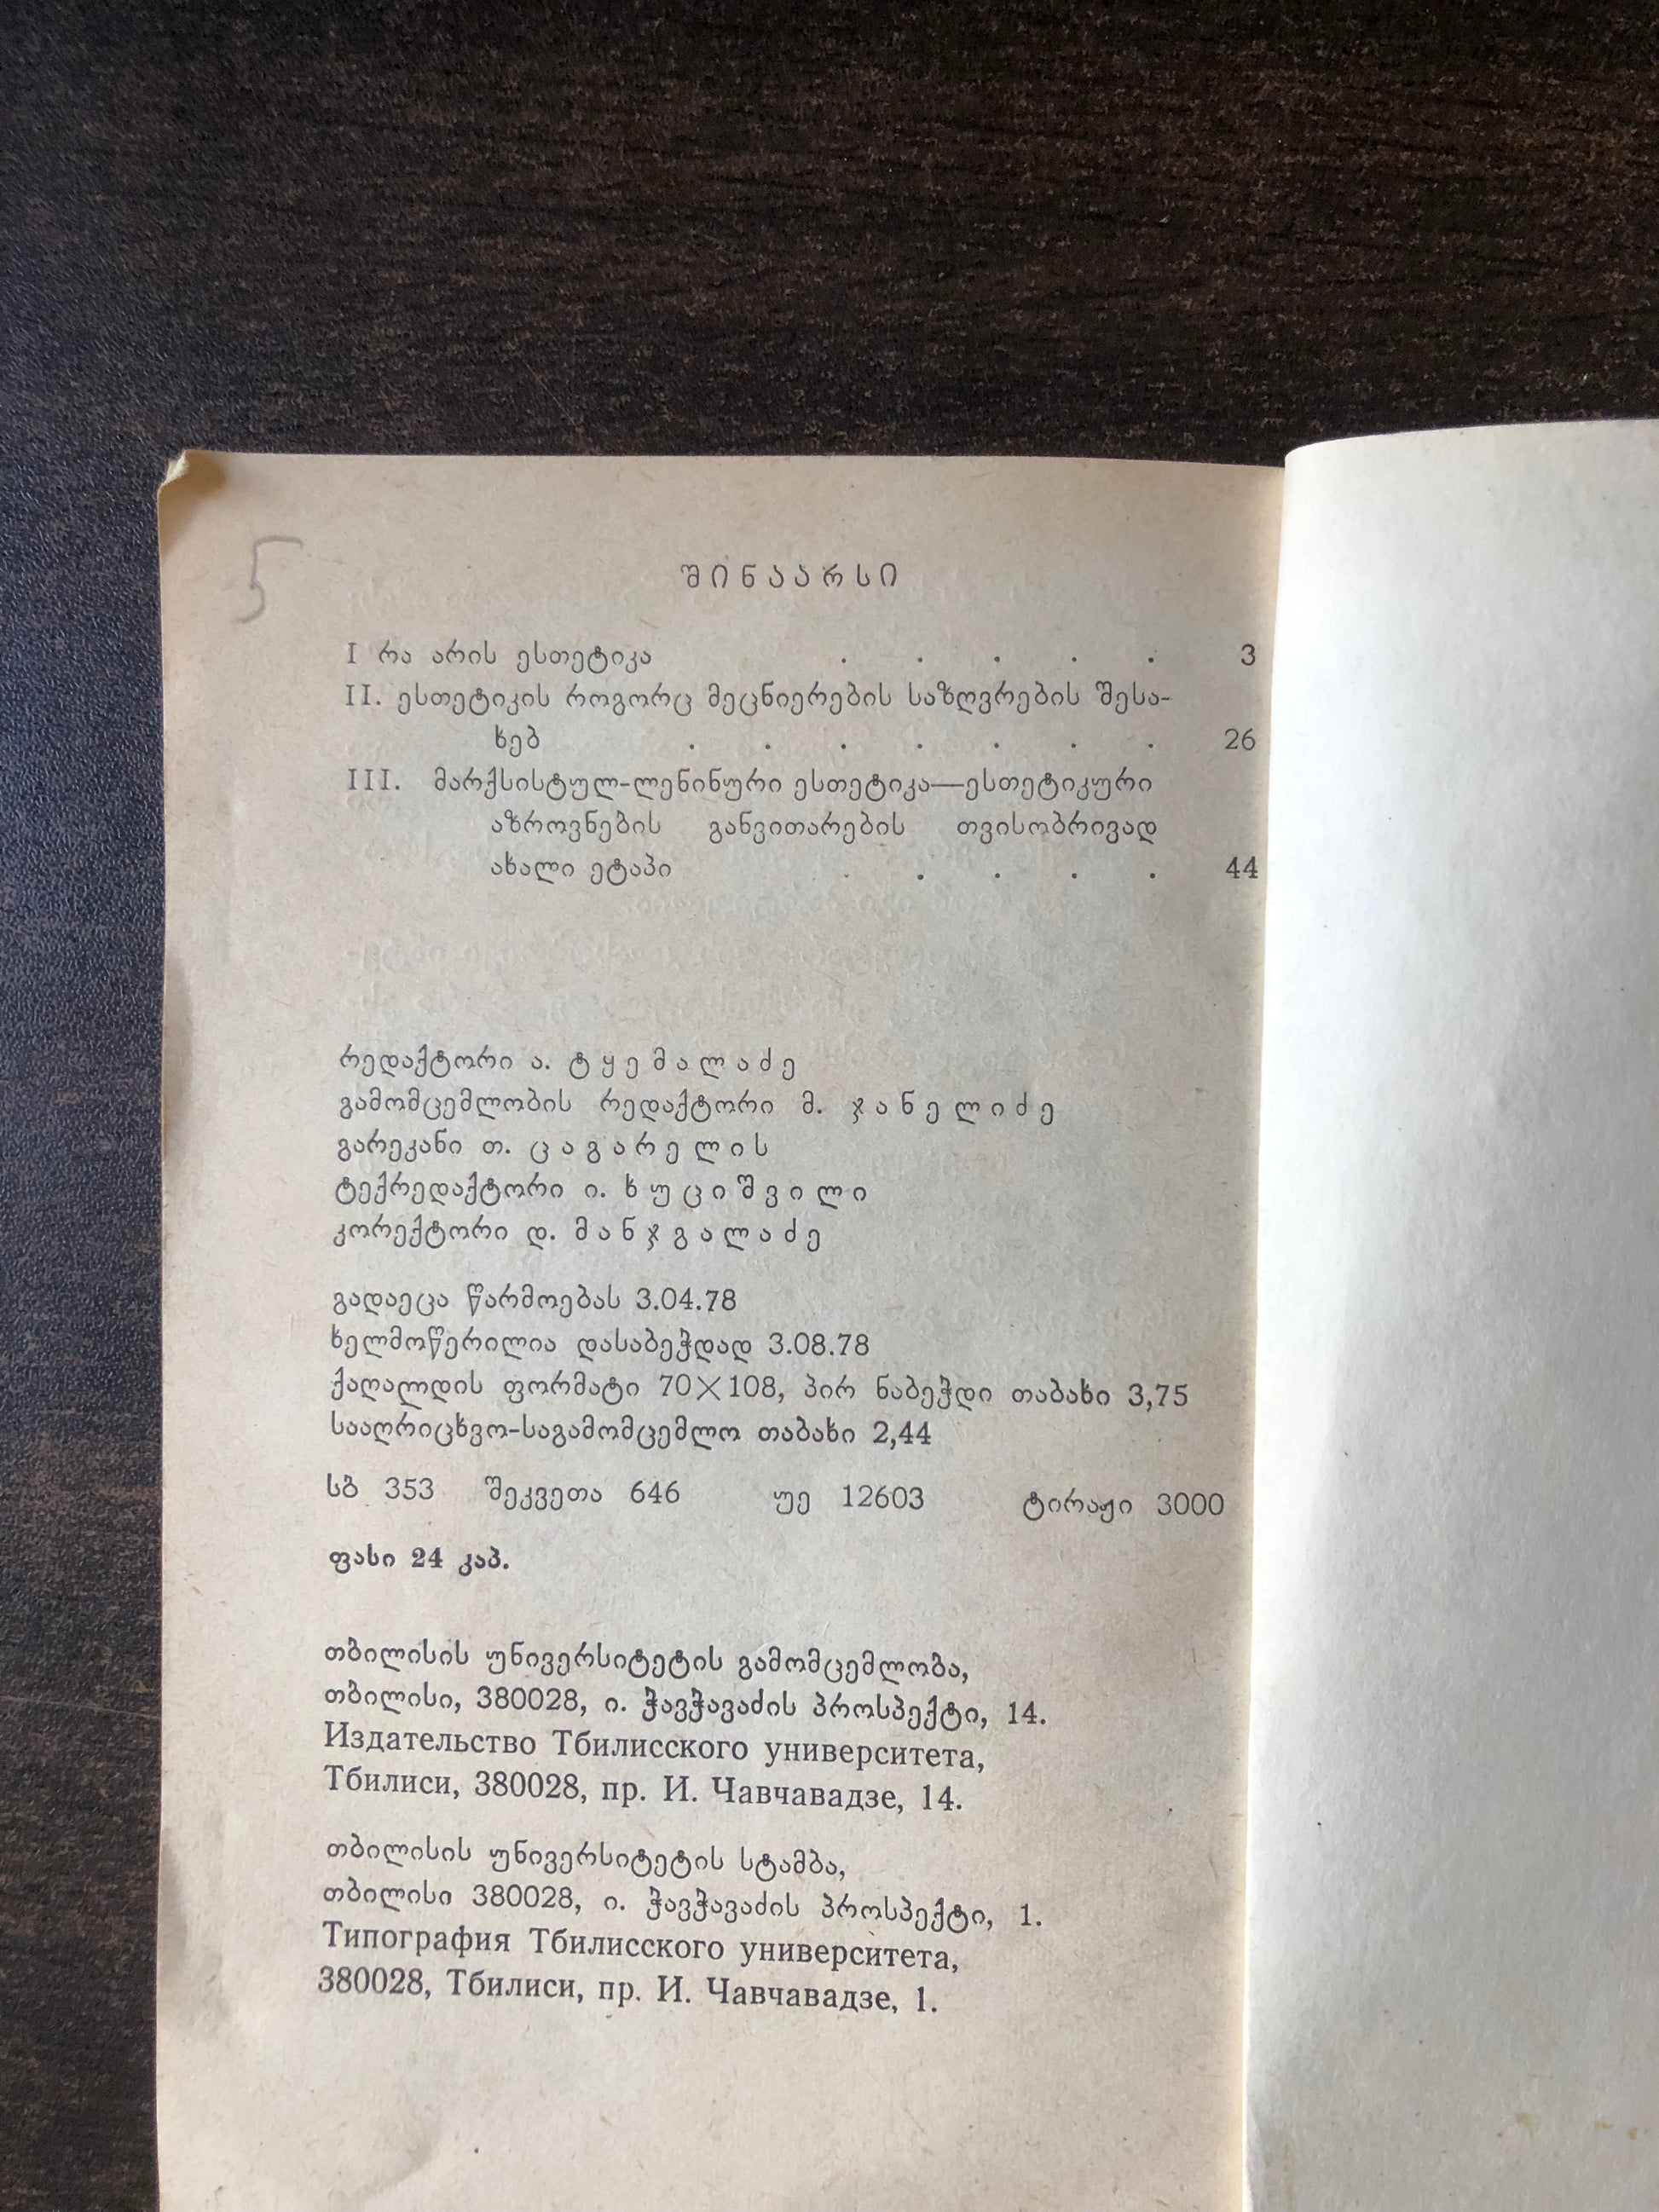 5
შინაარსი
I რა არის ესთეტიკა . . . . . 3
II. ესთეტიკის როგორც მეცნიერების საზღვრების შესა-
ხებ . . . . . . . 26
III. მარქსისტულ-ლენინური ესთეტიკა—ესთეტიკური
აზროვნების განვითარების თვისობრივად
ახალი ეტაპი . . . . . 44
რედაქტორი ა. ტყემალაძე
გამომცემლობის რედაქტორი მ. ჯანელიძე
გარეკანი თ. ცაგარელის
ტექრედაქტორი ი. ხუციშვილი
კორექტორი დ. მანჯგალაძე
გადაეცა წარმოებას 3.04.78
ხელმოწერილია დასაბეჭდად 3.08.78
ქაღალდის ფორმატი 70×108, პირ ნაბეჭდი თაბახი 3,75
სააღრიცხვო-საგამომცემლო თაბახი 2,44
სბ 353 შეკვეთა 646 უე 12603 ტირაჟი 3000
ფასი 24 კაპ.
თბილისის უნივერსიტეტის გამომცემლობა,
თბილისი, 380028, ი. ჭავჭავაძის პროსპექტი, 14.
Издательство Тбилисского университета,
Тбилиси, 380028, пр. И. Чавчавадзе, 14.
თბილისის უნივერსიტეტის სტამბა,
თბილისი 380028, ი. ჭავჭავაძის პროსპექტი, 1.
Типография Тбилисского университета,
380028, Тбилиси, пр. И. Чавчавадзе, 1.